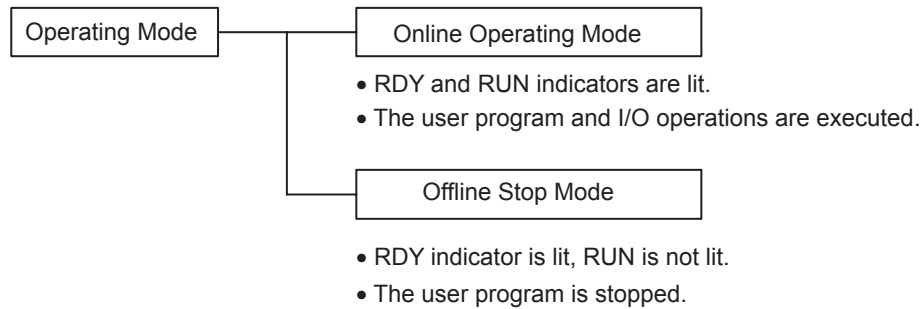 Operating Mode
Online Operating Mode
• RDY and RUN indicators are lit.
• The user program and I/O operations are executed.
Offline Stop Mode
• RDY indicator is lit, RUN is not lit.
• The user program is stopped.